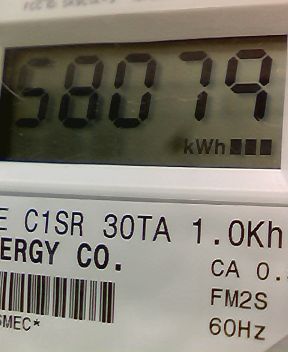 58079
kWh
E C1SR 30TA 1.0Kh
ERGY CO.
CA 0.
FM2S
SMEC*
60Hz